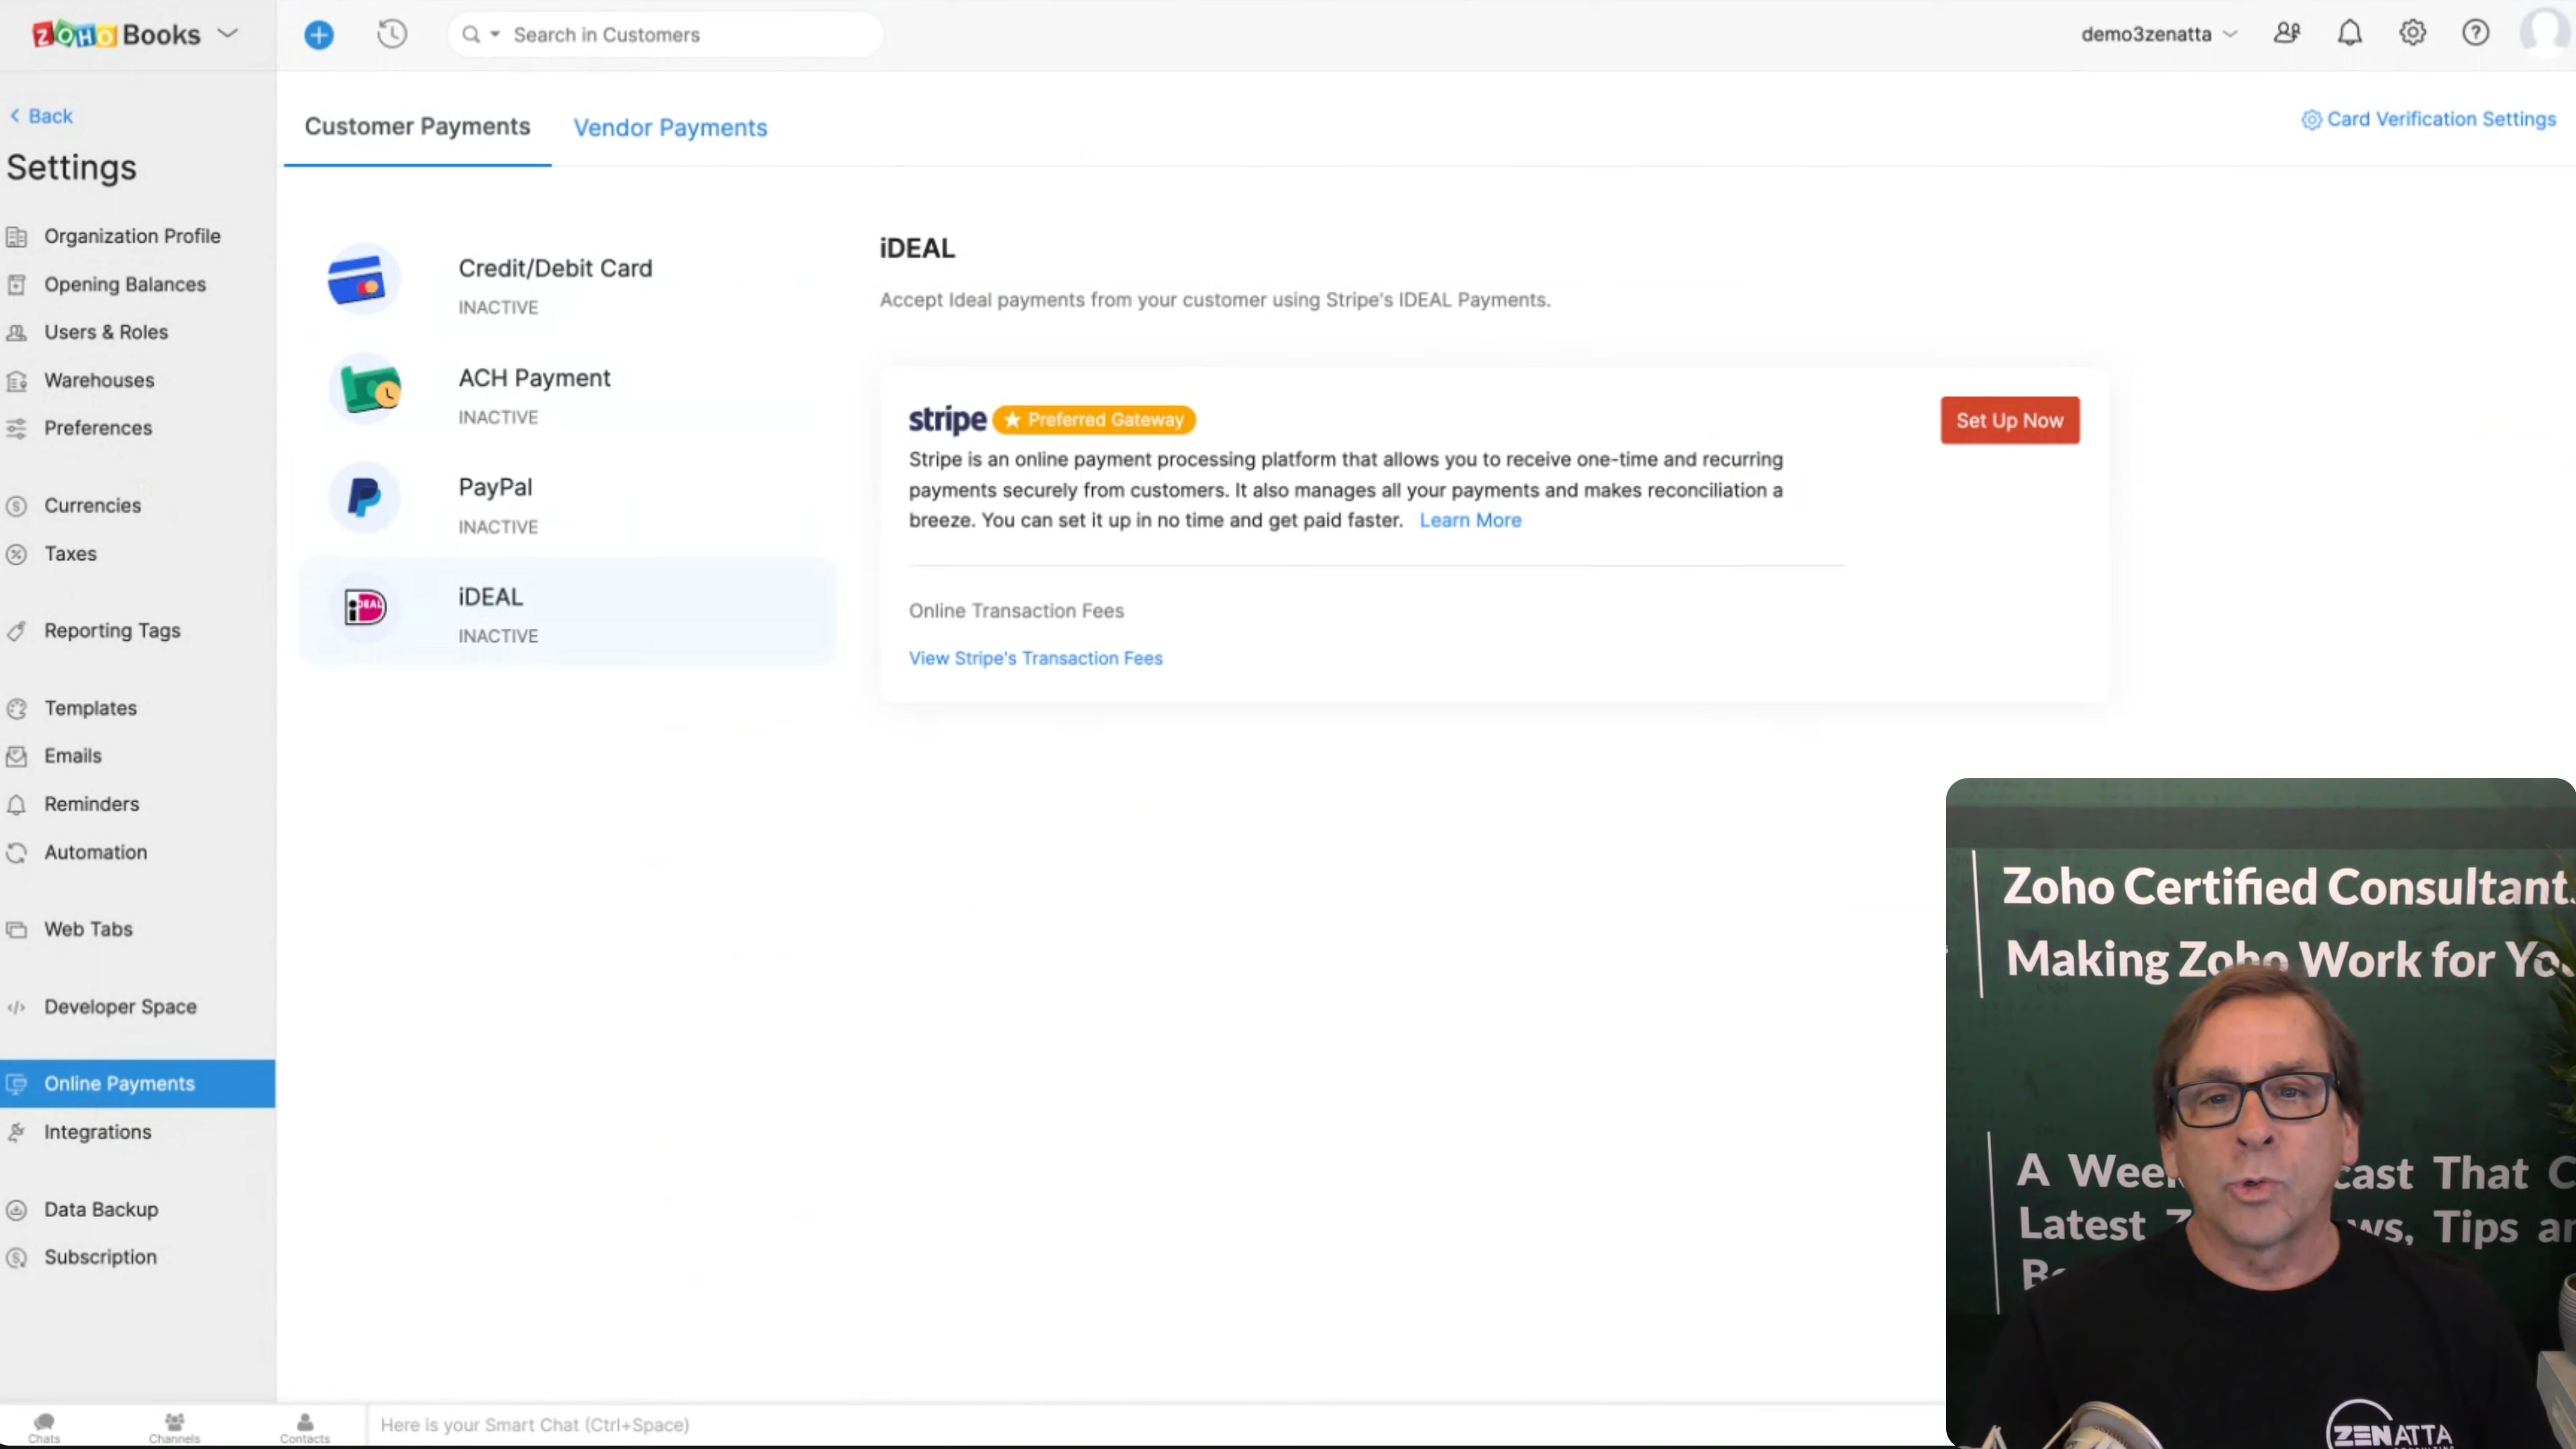 ZOHO Books
Search in Customers
demo3zenatta
Back
Settings
Organization Profile
Opening Balances
Users & Roles
Warehouses
Preferences
Currencies
Taxes
Reporting Tags
Templates
Emails
Reminders
Automation
Web Tabs
Developer Space
Online Payments
Integrations
Data Backup
Subscription
Customer Payments
Vendor Payments
Card Verification Settings
Credit/Debit Card
INACTIVE
ACH Payment
INACTIVE
PayPal
INACTIVE
iDEAL
iDEAL
INACTIVE
iDEAL
Accept Ideal payments from your customer using Stripe's IDEAL Payments.
stripe
Preferred Gateway
Set Up Now
Stripe is an online payment processing platform that allows you to receive one-time and recurring
payments securely from customers. It also manages all your payments and makes reconciliation a
breeze. You can set it up in no time and get paid faster. Learn More
Online Transaction Fees
View Stripe's Transaction Fees
Zoho Certified Consultant
Making Zoho Work for
A That
Latest Tips
ZENATTA
Chats
Channels
Contacts
Here is your Smart Chat (Ctrl+Space)